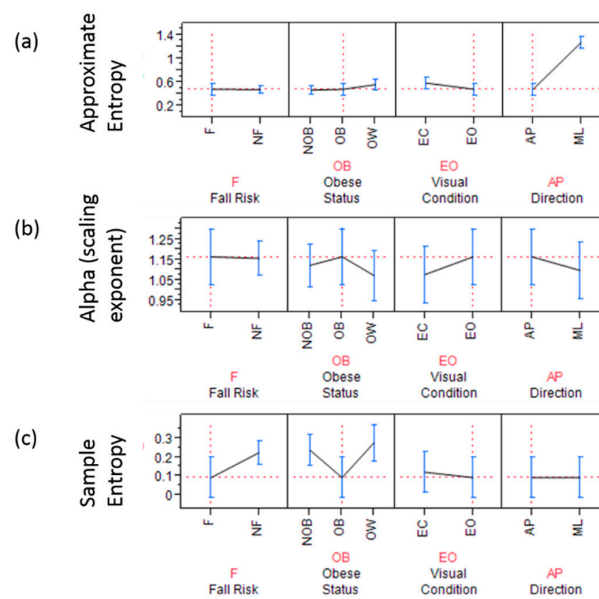 (a)
Approximate
Entropy
1.4
1
0.6
0.2
F
NF
NOB
OB
OW
EC
EO
AP
ML
F
Fall Risk
OB
Obese
Status
EO
Visual
Condition
AP
Direction
(b)
Alpha (scaling
exponent)
1.25
1.15
1.05
0.95
F
NF
NOB
OB
OW
EC
EO
AP
ML
F
Fall Risk
OB
Obese
Status
EO
Visual
Condition
AP
Direction
(c)
Sample
Entropy
0.3
0.2
0.1
0
F
NF
NOB
OB
OW
EC
EO
AP
ML
F
Fall Risk
OB
Obese
Status
EO
Visual
Condition
AP
Direction